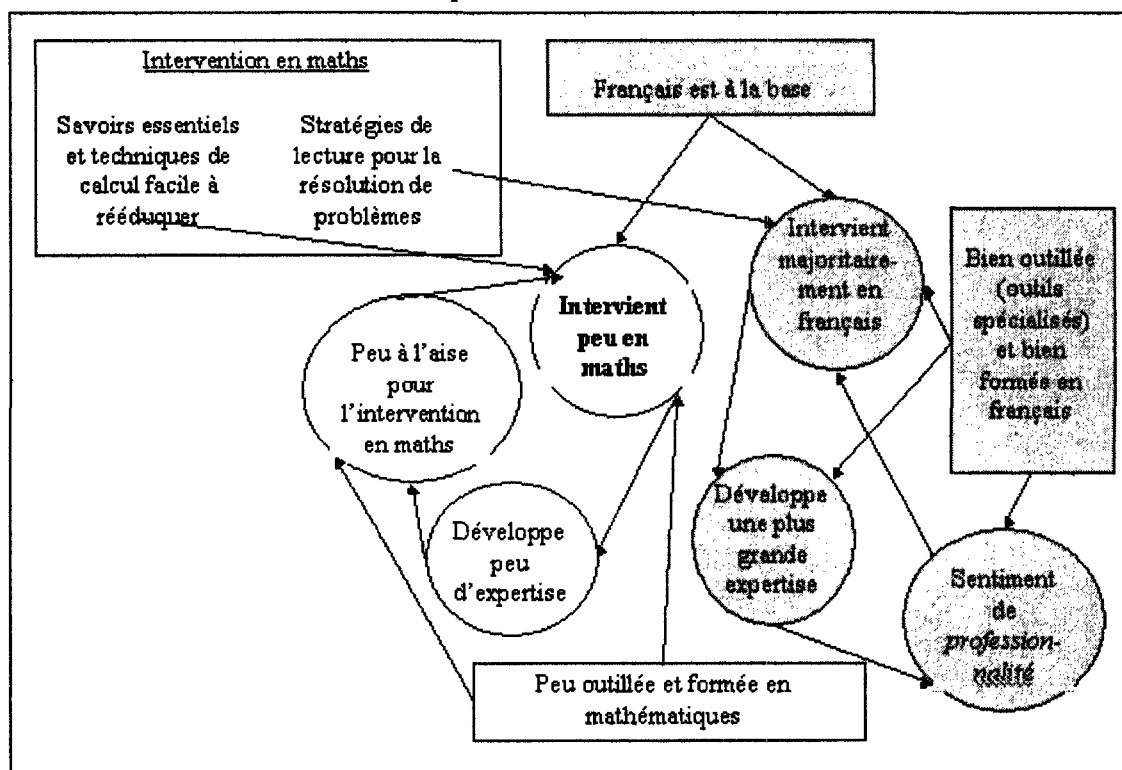 Intervention en maths
Savoirs essentiels
et techniques de
calcul facile à
rééduquer
Stratégies de
lecture pour la
résolution de
problèmes
Français est à la base
Intervient
majoritaire-
ment en
français
Bien outillée
(outils
spécialisés)
et bien
formée en
français
Intervient
peu en
maths
Peu à l'aise
pour
l'intervention
en maths
Développe
peu
d'expertise
Développe
une plus
grande
expertise
Sentiment
de
profession-
nalité
Peu outillée et formée en
mathématiques